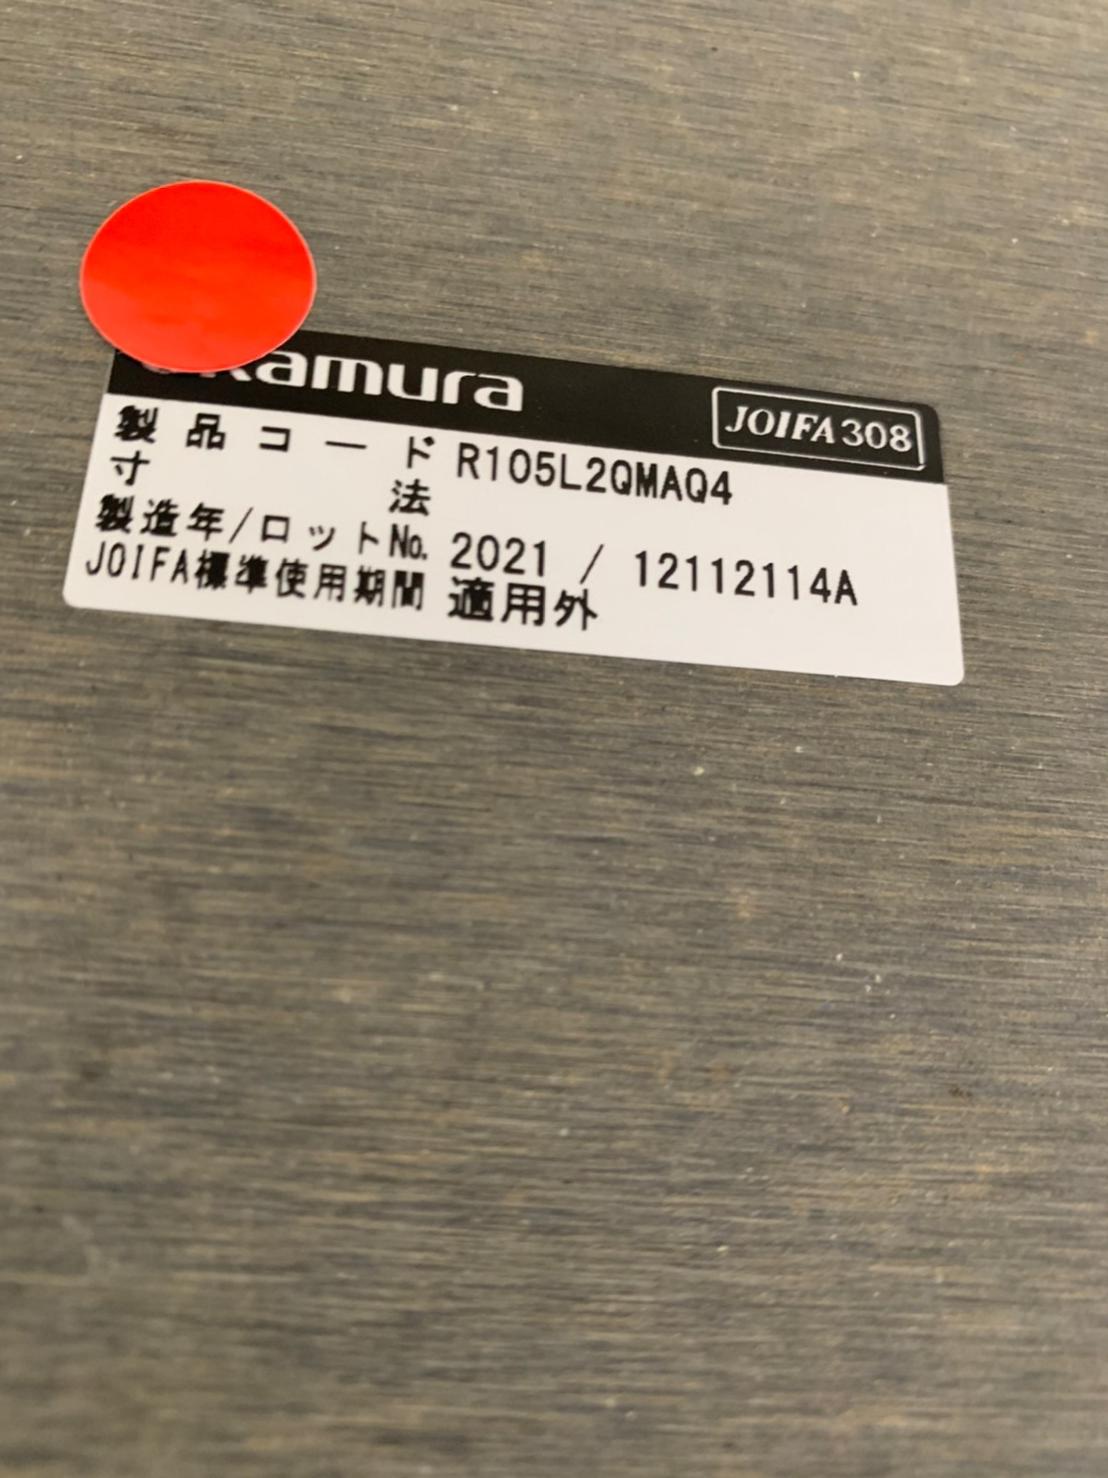 okamura JOIFA308
製品コード R105L2QMAQ4
寸法
製造年/ロットNo. 2021 / 12112114A
JOIFA標準使用期間 適用外